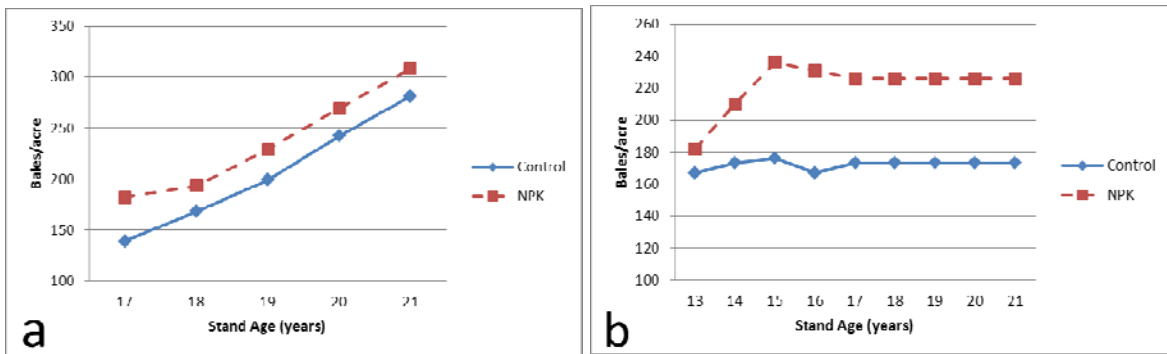 350
300
250
200
150
100
Bales/acre
17 18 19 20 21
Stand Age (years)
Control
NPK
a
260
240
220
200
180
160
140
120
100
Bales/acre
13 14 15 16 17 18 19 20 21
Stand Age (years)
Control
NPK
b